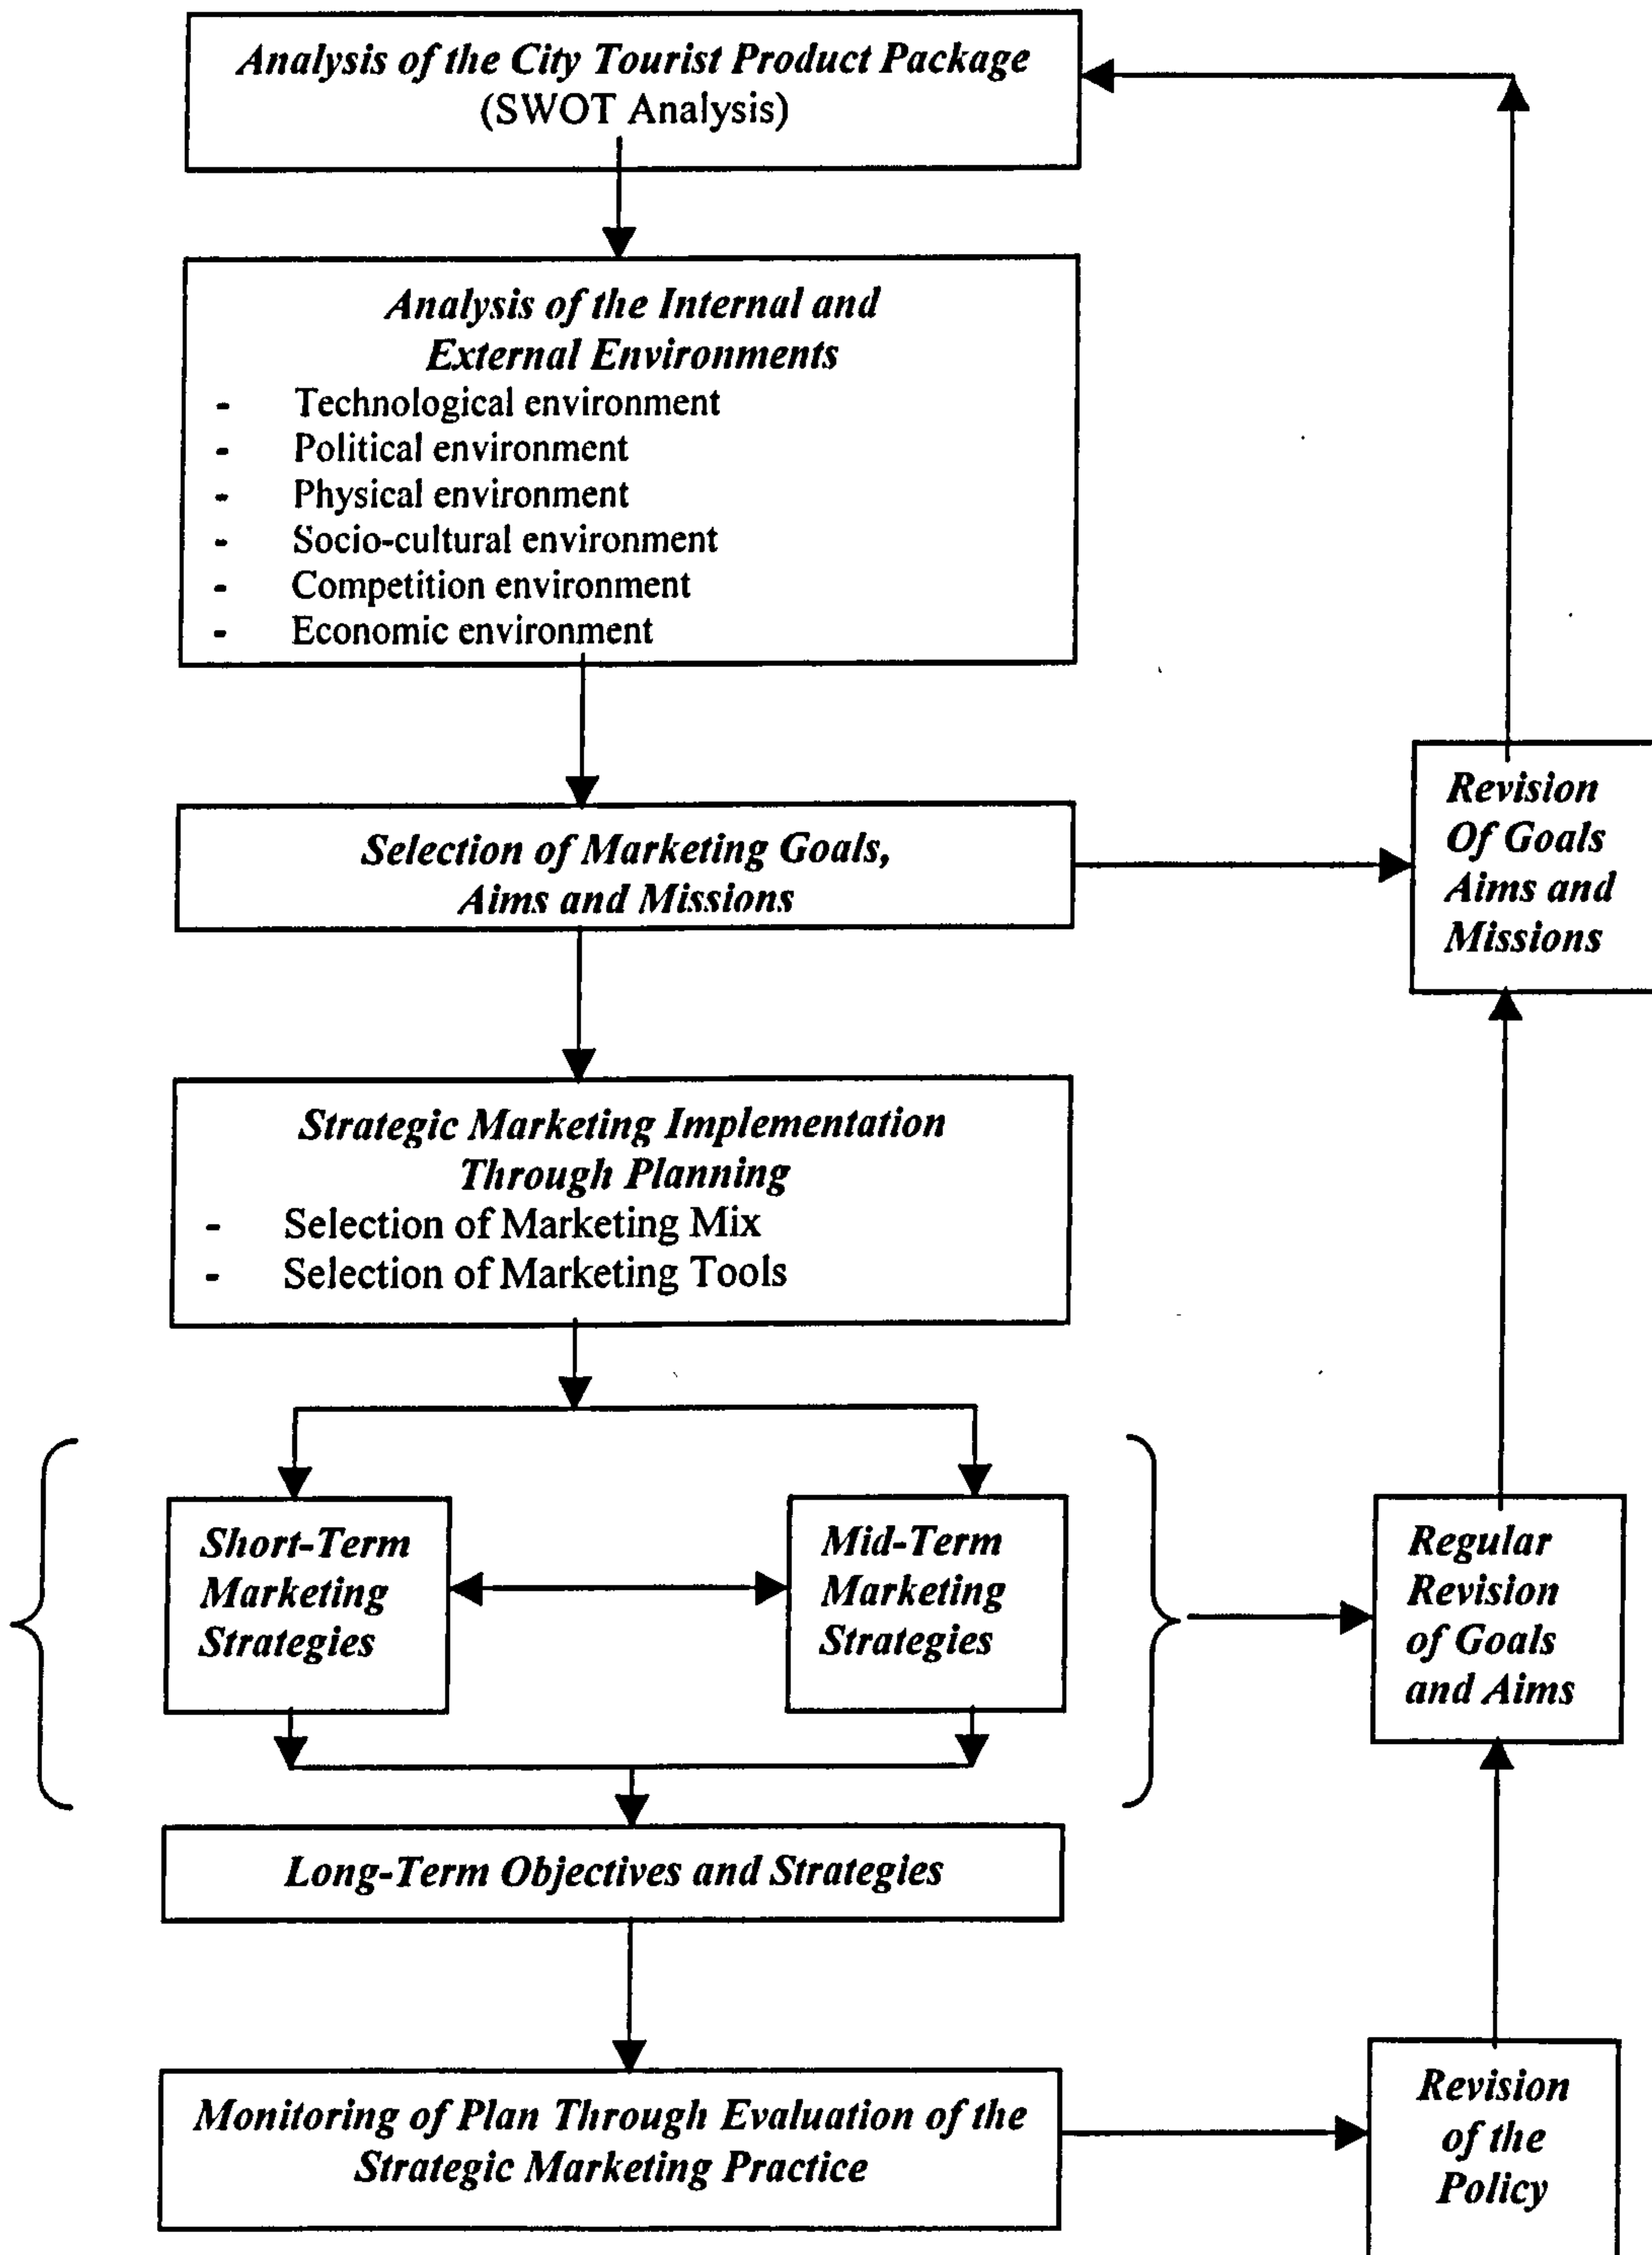 Analysis of the City Tourist Product Package
(SWOT Analysis)
Analysis of the Internal and
External Environments
- Technological environment
- Political environment
- Physical environment
- Socio-cultural environment
- Competition environment
- Economic environment
Selection of Marketing Goals,
Aims and Missions
Revision
Of Goals
Aims and
Missions
Strategic Marketing Implementation
Through Planning
- Selection of Marketing Mix
- Selection of Marketing Tools
Short-Term
Marketing
Strategies
Mid-Term
Marketing
Strategies
Regular
Revision
of Goals
and Aims
Long-Term Objectives and Strategies
Monitoring of Plan Through Evaluation of the
Strategic Marketing Practice
Revision
of the
Policy